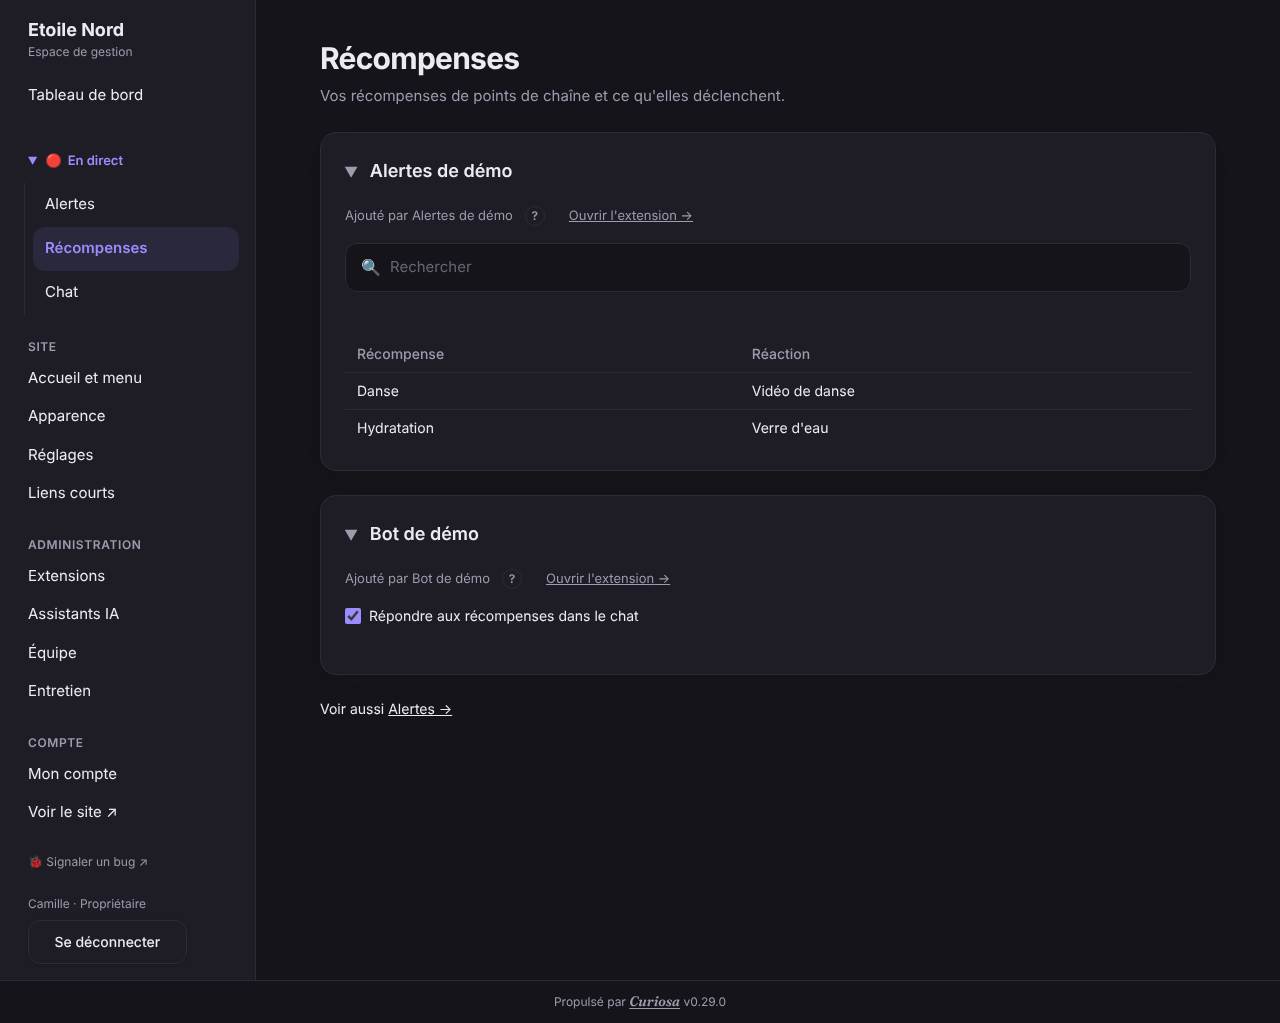 Etoile Nord
Espace de gestion
Tableau de bord
En direct
Alertes
Récompenses
Chat
SITE
Accueil et menu
Apparence
Réglages
Liens courts
ADMINISTRATION
Extensions
Assistants IA
Équipe
Entretien
COMPTE
Mon compte
Voir le site ↗
Signaler un bug ↗
Camille · Propriétaire
Se déconnecter
Récompenses
Vos récompenses de points de chaîne et ce qu'elles déclenchent.
Alertes de démo
Ajouté par Alertes de démo ? Ouvrir l'extension →
Rechercher
Récompense Réaction
Danse Vidéo de danse
Hydratation Verre d'eau
Bot de démo
Ajouté par Bot de démo ? Ouvrir l'extension →
Répondre aux récompenses dans le chat
Voir aussi Alertes →
Propulsé par Curiosa v0.29.0